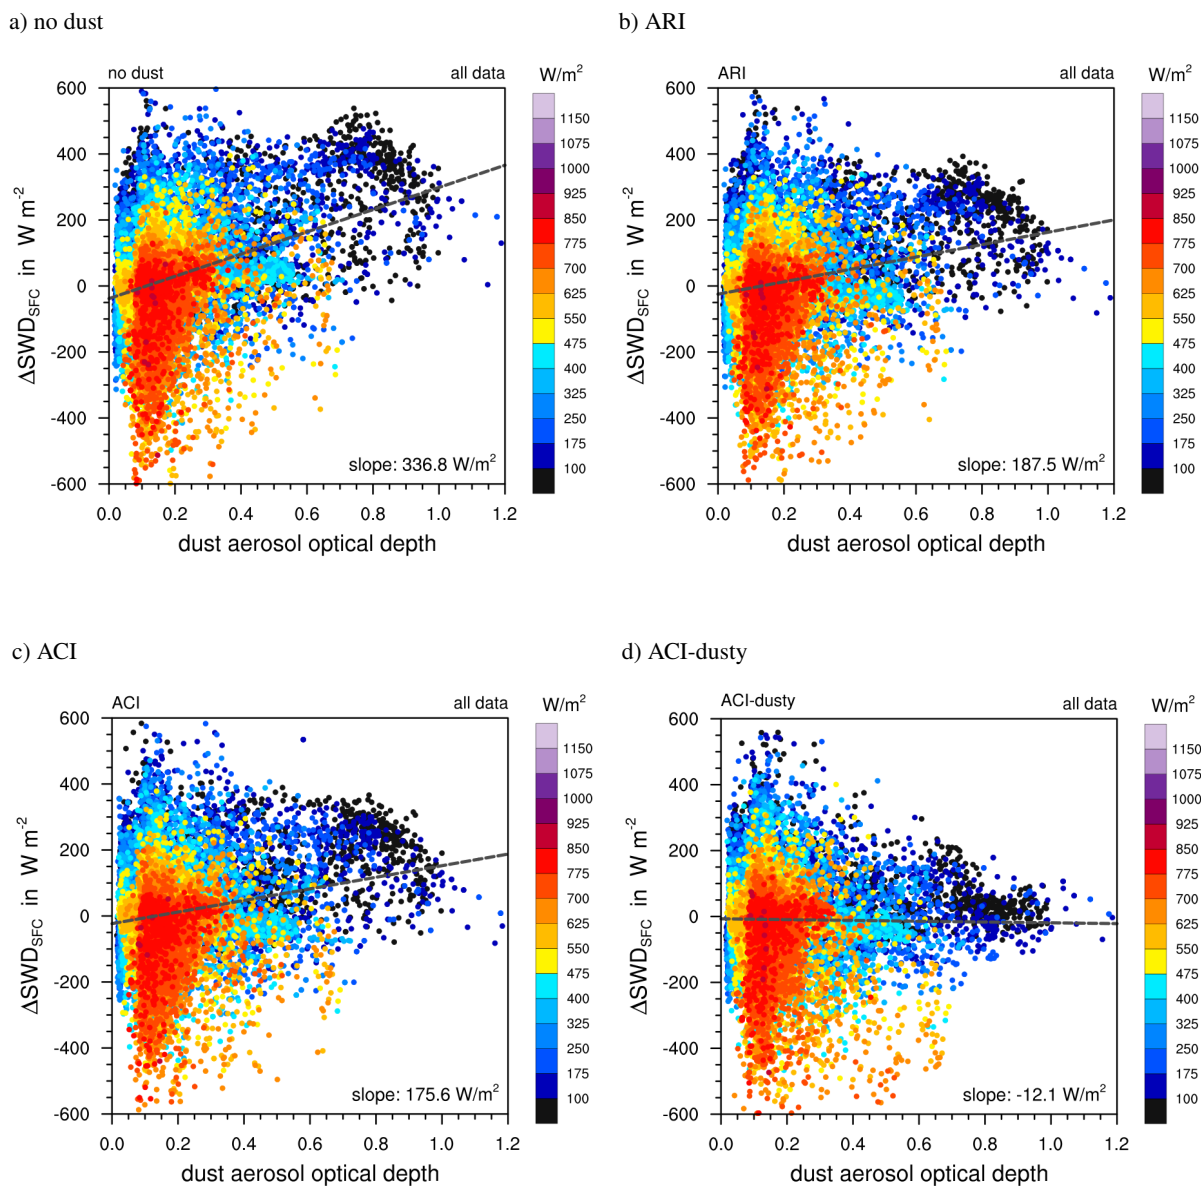 a) no dust
no dust
all data
W/m²
600
400
200
0
-200
-400
-600
ΔSWD_SFC in W m⁻²
0.0 0.2 0.4 0.6 0.8 1.0 1.2
dust aerosol optical depth
slope: 336.8 W/m²
1150
1075
1000
925
850
775
700
625
550
475
400
325
250
175
100
b) ARI
ARI
all data
W/m²
600
400
200
0
-200
-400
-600
ΔSWD_SFC in W m⁻²
0.0 0.2 0.4 0.6 0.8 1.0 1.2
dust aerosol optical depth
slope: 187.5 W/m²
1150
1075
1000
925
850
775
700
625
550
475
400
325
250
175
100
c) ACI
ACI
all data
W/m²
600
400
200
0
-200
-400
-600
ΔSWD_SFC in W m⁻²
0.0 0.2 0.4 0.6 0.8 1.0 1.2
dust aerosol optical depth
slope: 175.6 W/m²
1150
1075
1000
925
850
775
700
625
550
475
400
325
250
175
100
d) ACI-dusty
ACI-dusty
all data
W/m²
600
400
200
0
-200
-400
-600
ΔSWD_SFC in W m⁻²
0.0 0.2 0.4 0.6 0.8 1.0 1.2
dust aerosol optical depth
slope: -12.1 W/m²
1150
1075
1000
925
850
775
700
625
550
475
400
325
250
175
100